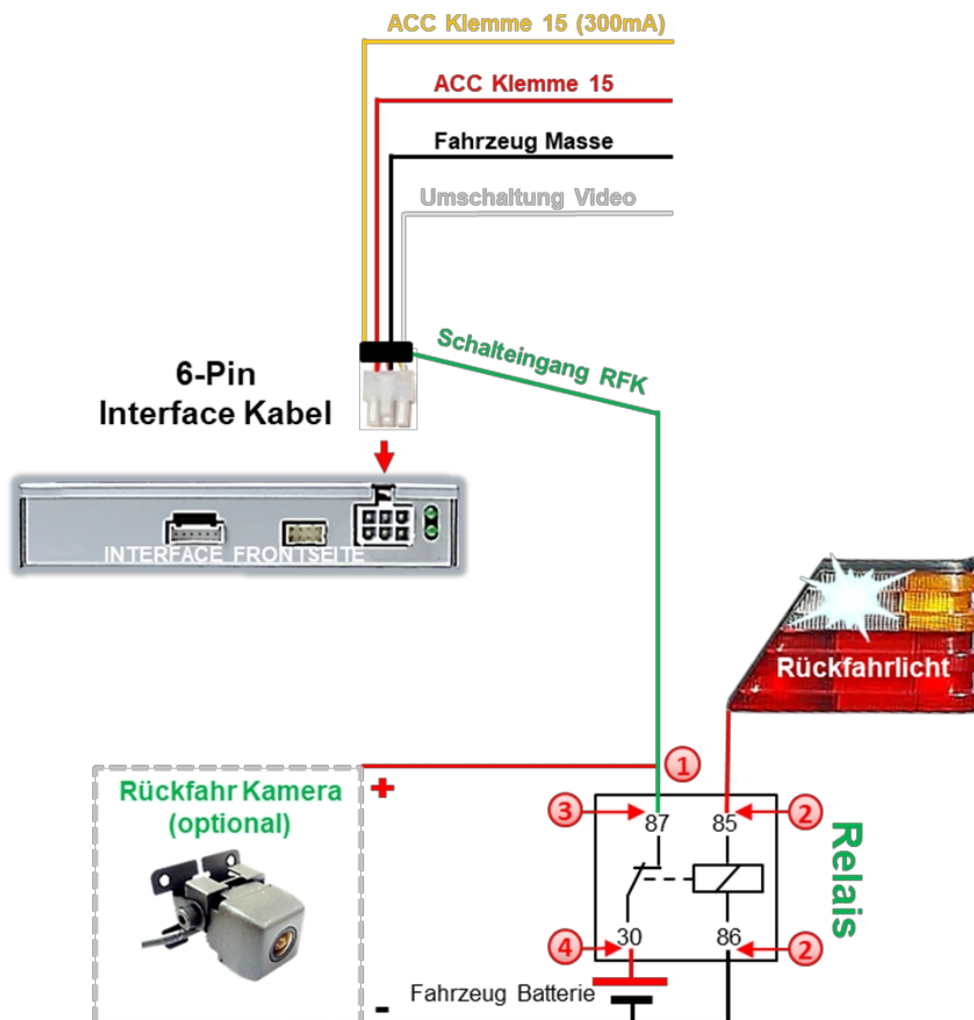 ACC Klemme 15 (300mA)
ACC Klemme 15
Fahrzeug Masse
Umschaltung Video
Schalteingang RFK
6-Pin
Interface Kabel
INTERFACE FRONTSEITE
Rückfahrlicht
1
+
Rückfahr Kamera
(optional)
3
87
85
2
Relais
4
30
86
2
Fahrzeug Batterie
-